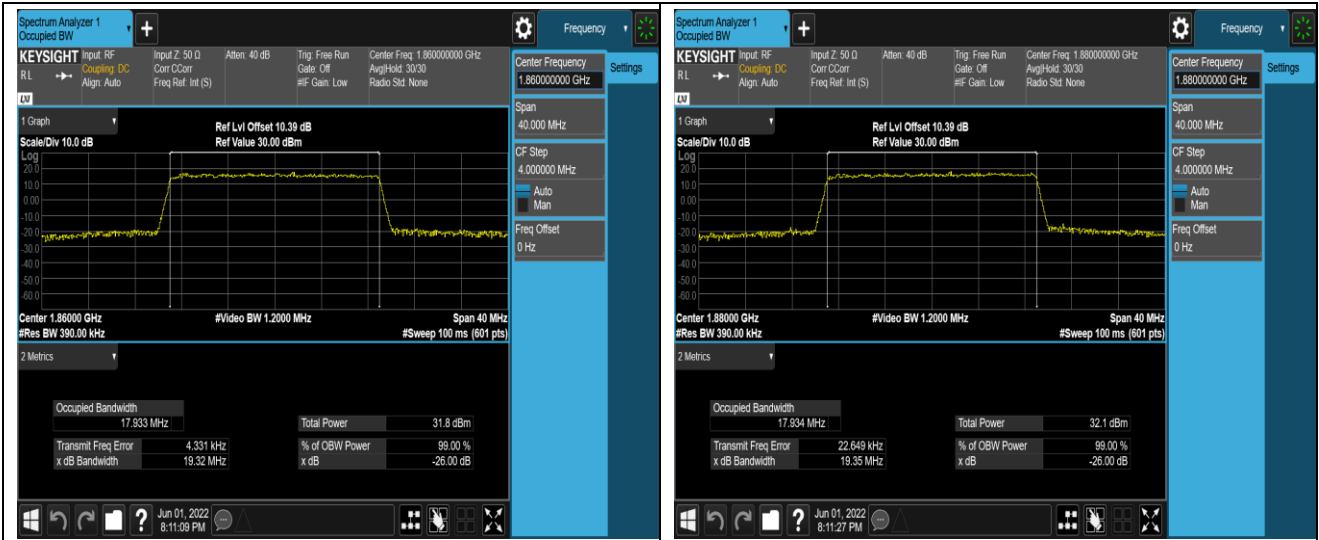 Spectrum Analyzer 1
Occupied BW
+
Frequency
KEYSIGHT Input: RF Input Z: 50 Ω Atten: 40 dB Trig: Free Run Center Freq: 1.860000000 GHz
RL Coupling: DC Corr CCorr Gate: Off Avg|Hold: 30/30
Align: Auto Freq Ref: Int (S) #IF Gain: Low Radio Std: None
LXI
Center Frequency
1.860000000 GHz
Settings
Span
40.000 MHz
CF Step
4.000000 MHz
Auto
Man
Freq Offset
0 Hz
1 Graph
Ref Lvl Offset 10.39 dB
Scale/Div 10.0 dB Ref Value 30.00 dBm
Log
20.0
10.0
0.00
-10.0
-20.0
-30.0
-40.0
-50.0
-60.0
Center 1.86000 GHz #Video BW 1.2000 MHz Span 40 MHz
#Res BW 390.00 kHz #Sweep 100 ms (601 pts)
2 Metrics
Occupied Bandwidth
17.933 MHz Total Power 31.8 dBm
Transmit Freq Error 4.331 kHz % of OBW Power 99.00 %
x dB Bandwidth 19.32 MHz x dB -26.00 dB
?
Jun 01, 2022
8:11:09 PM
Spectrum Analyzer 1
Occupied BW
+
Frequency
KEYSIGHT Input: RF Input Z: 50 Ω Atten: 40 dB Trig: Free Run Center Freq: 1.880000000 GHz
RL Coupling: DC Corr CCorr Gate: Off Avg|Hold: 30/30
Align: Auto Freq Ref: Int (S) #IF Gain: Low Radio Std: None
LXI
Center Frequency
1.880000000 GHz
Settings
Span
40.000 MHz
CF Step
4.000000 MHz
Auto
Man
Freq Offset
0 Hz
1 Graph
Ref Lvl Offset 10.39 dB
Scale/Div 10.0 dB Ref Value 30.00 dBm
Log
20.0
10.0
0.00
-10.0
-20.0
-30.0
-40.0
-50.0
-60.0
Center 1.88000 GHz #Video BW 1.2000 MHz Span 40 MHz
#Res BW 390.00 kHz #Sweep 100 ms (601 pts)
2 Metrics
Occupied Bandwidth
17.934 MHz Total Power 32.1 dBm
Transmit Freq Error 22.649 kHz % of OBW Power 99.00 %
x dB Bandwidth 19.35 MHz x dB -26.00 dB
?
Jun 01, 2022
8:11:27 PM